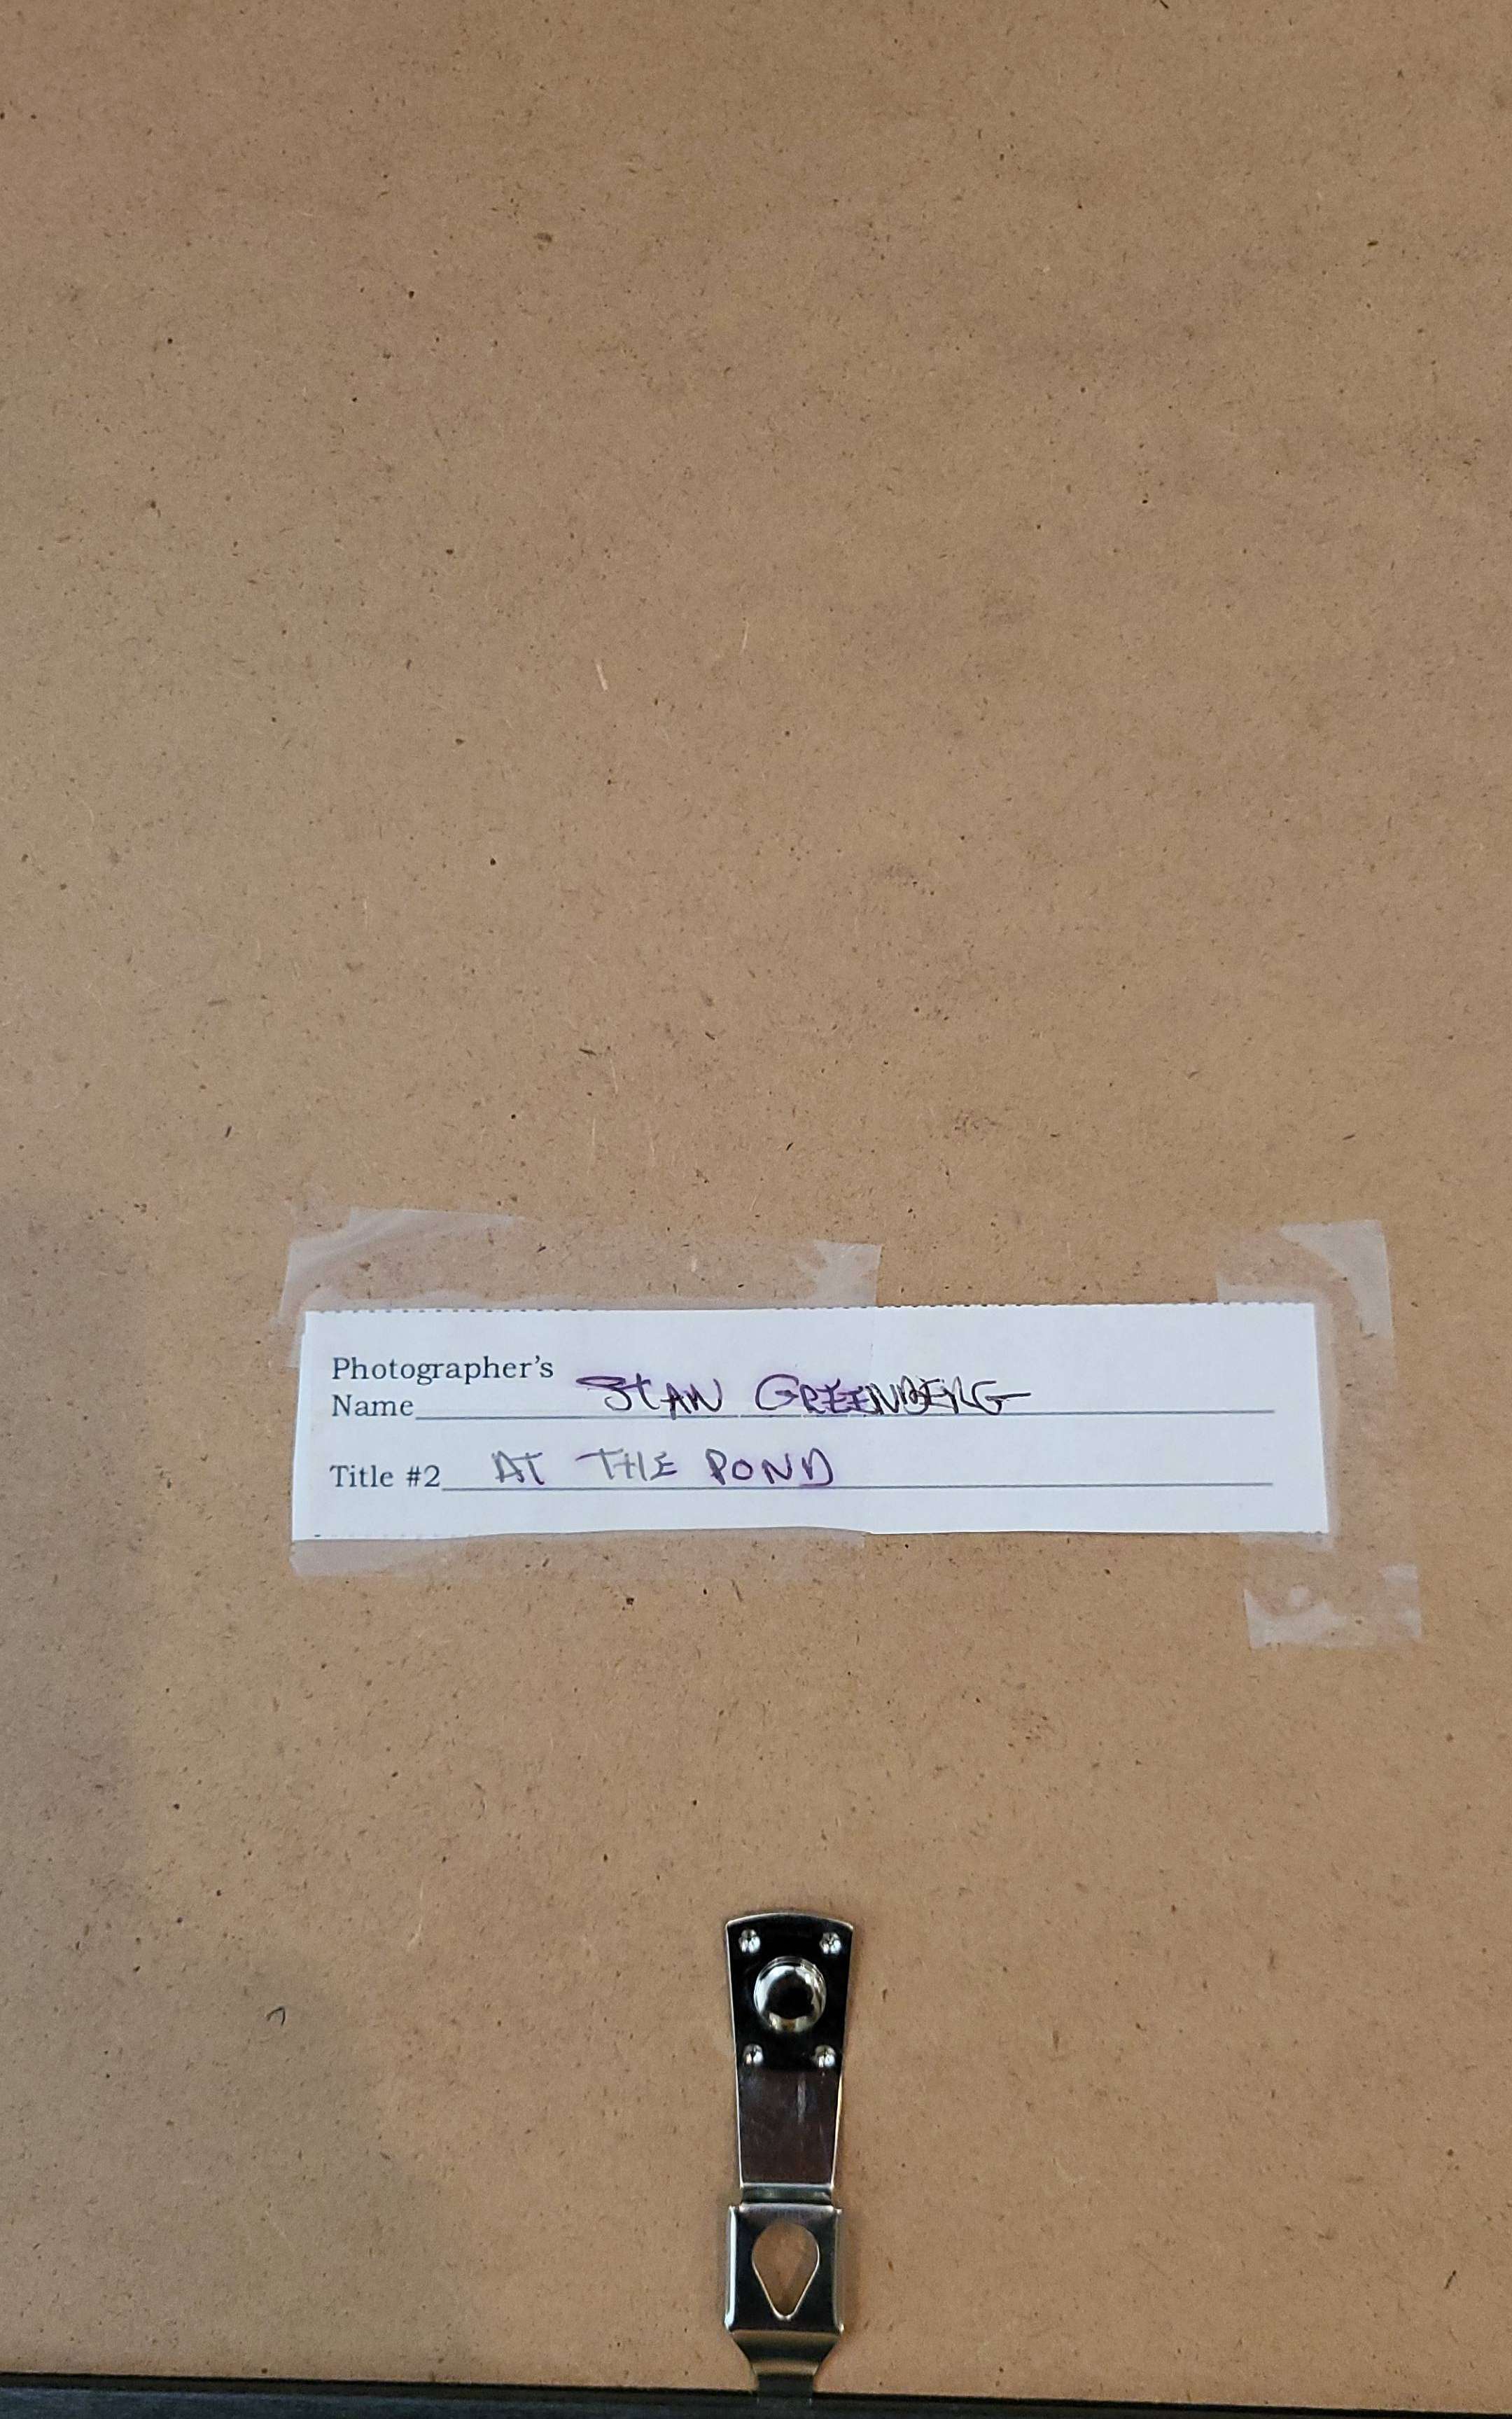 Photographer's
Name STAN GREENBERG
Title #2 AT THE POND